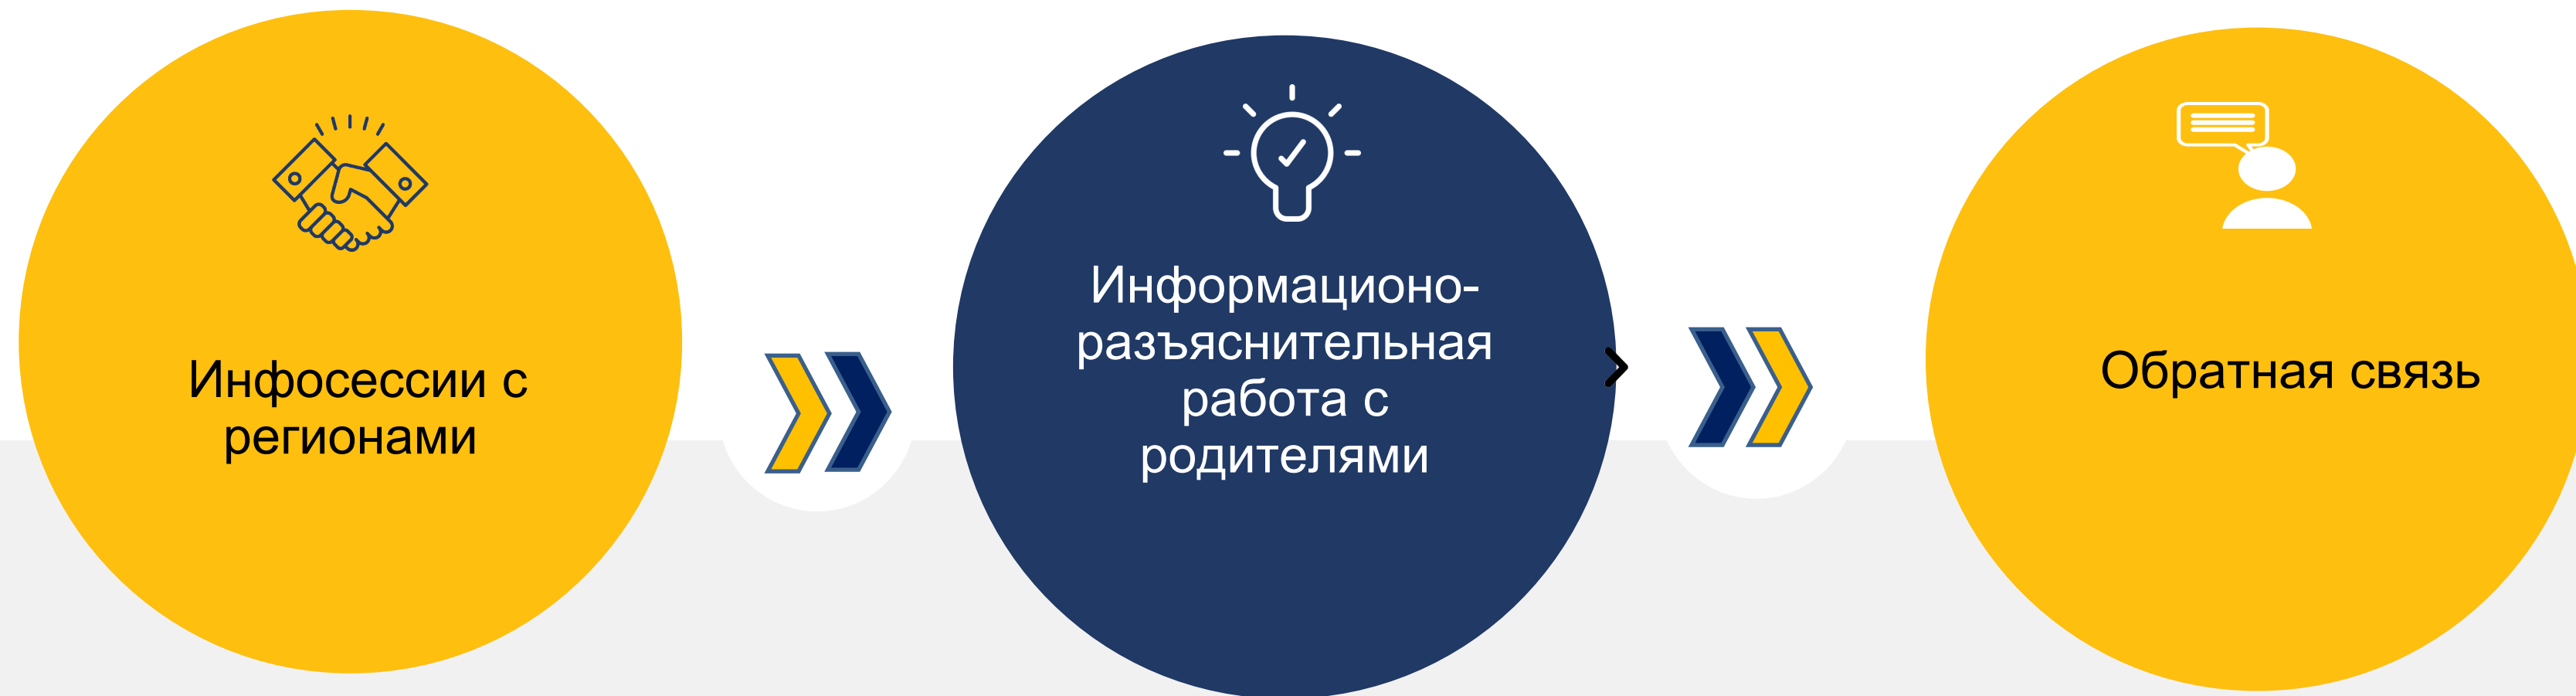 Инфосессии с
регионами
Информационо-
разъяснительная
работа с
родителями
Обратная связь